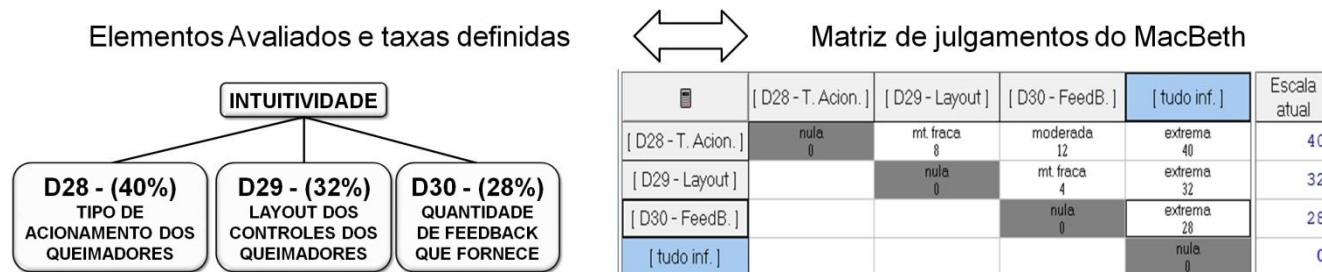 Elementos Avaliados e taxas definidas
INTUITIVIDADE
D28 - (40%)
TIPO DE
ACIONAMENTO DOS
QUEIMADORES
D29 - (32%)
LAYOUT DOS
CONTROLES DOS
QUEIMADORES
D30 - (28%)
QUANTIDADE
DE FEEDBACK
QUE FORNECE
Matriz de julgamentos do MacBeth
[ D28 - T. Acion. ] [ D29 - Layout ] [ D30 - FeedB. ] [ tudo inf. ] Escala
atual
[ D28 - T. Acion. ] nula mt. fraca moderada extrema
0 8 12 40 40
[ D29 - Layout ] nula mt. fraca extrema
0 4 32 32
[ D30 - FeedB. ] nula extrema
0 28 28
[ tudo inf. ] nula
0 0